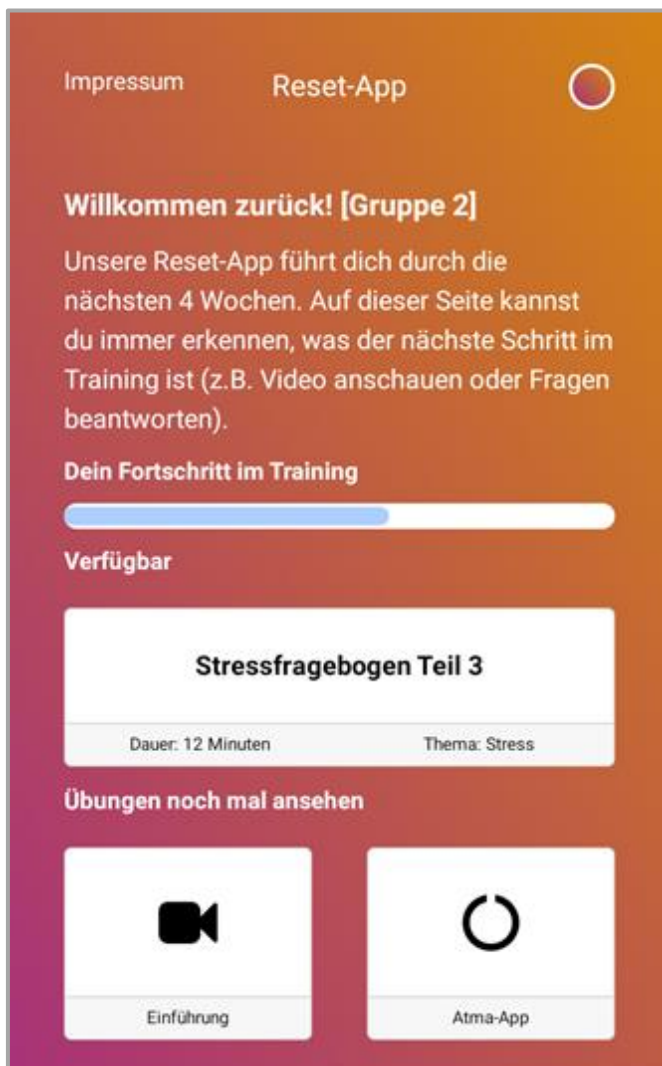 Impressum
Reset-App
Willkommen zurück! [Gruppe 2]
Unsere Reset-App führt dich durch die
nächsten 4 Wochen. Auf dieser Seite kannst
du immer erkennen, was der nächste Schritt im
Training ist (z.B. Video anschauen oder Fragen
beantworten).
Dein Fortschritt im Training
Verfügbar
Stressfragebogen Teil 3
Dauer: 12 Minuten
Thema: Stress
Übungen noch mal ansehen
Einführung
Atma-App